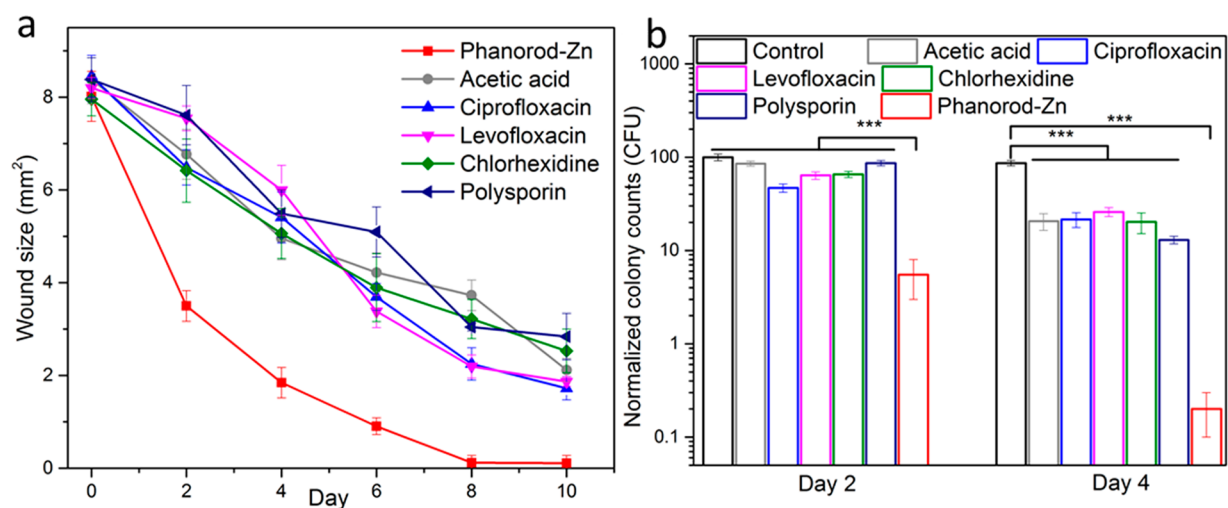 a
Wound size (mm²)
8
6
4
2
0
0 2 4 6 8 10
Day
Phanorod-Zn
Acetic acid
Ciprofloxacin
Levofloxacin
Chlorhexidine
Polysporin
b
Normalized colony counts (CFU)
1000
100
10
1
0.1
Control Acetic acid Ciprofloxacin
Levofloxacin Chlorhexidine
Polysporin Phanorod-Zn
***
***
***
Day 2 Day 4